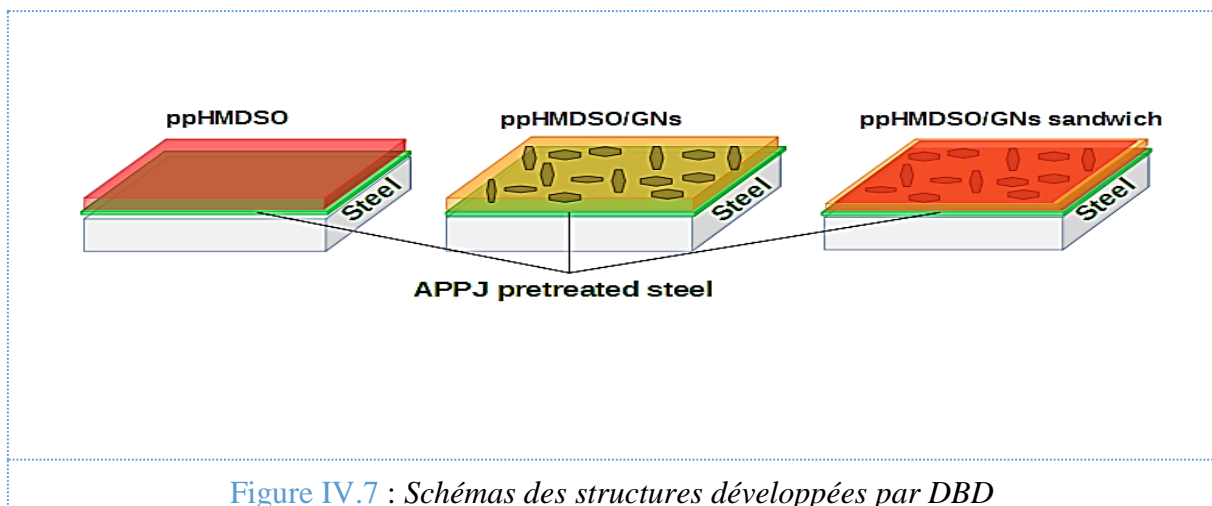 ppHMDSO
ppHMDSO/GNs
ppHMDSO/GNs sandwich
Steel
Steel
Steel
APPJ pretreated steel
Figure IV.7 : Schémas des structures développées par DBD